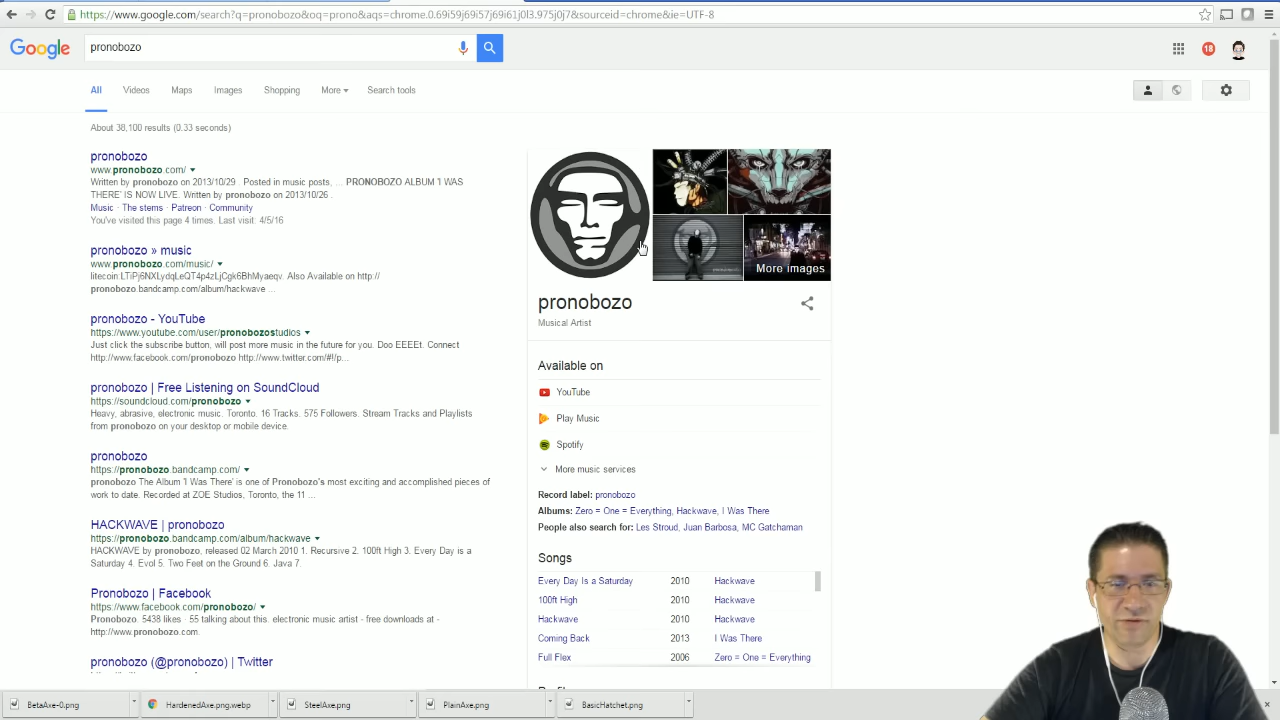 https://www.google.com/search?q=pronobozo&oq=prono&aqs=chrome.0.69i59j69i57j69i61j0l3.975j0j7&sourceid=chrome&ie=UTF-8
Google
pronobozo
18
All
Videos
Maps
Images
Shopping
More
Search tools
About 38,100 results (0.33 seconds)
pronobozo
www.pronobozo.com/
Written by pronobozo on 2013/10/29 . Posted in music posts, ... PRONOBOZO ALBUM 'I WAS
THERE' IS NOW LIVE. Written by pronobozo on 2013/10/26 .
Music · The stems · Patreon · Community
You've visited this page 4 times. Last visit: 4/5/16
pronobozo » music
www.pronobozo.com/music/
litecoin:LTiPj6NXLydqLeQT4p4zLjCgk6BhMyaeqv. Also Available on http://
pronobozo.bandcamp.com/album/hackwave ...
pronobozo - YouTube
https://www.youtube.com/user/pronobozostudios
Just click the subscribe button, will post more music in the future for you. Doo EEEEt. Connect
http://www.facebook.com/pronobozo http://www.twitter.com/#!/p...
pronobozo | Free Listening on SoundCloud
https://soundcloud.com/pronobozo
Heavy, abrasive, electronic music. Toronto. 16 Tracks. 575 Followers. Stream Tracks and Playlists
from pronobozo on your desktop or mobile device.
pronobozo
https://pronobozo.bandcamp.com/
pronobozo The Album 'I Was There' is one of Pronobozo's most exciting and accomplished pieces of
work to date. Recorded at ZOE Studios, Toronto, the 11 ...
HACKWAVE | pronobozo
https://pronobozo.bandcamp.com/album/hackwave
HACKWAVE by pronobozo, released 02 March 2010 1. Recursive 2. 100ft High 3. Every Day is a
Saturday 4. Evol 5. Two Feet on the Ground 6. Java 7.
Pronobozo | Facebook
https://www.facebook.com/pronobozo/
Pronobozo. 5438 likes · 55 talking about this. electronic music artist - free downloads at -
http://www.pronobozo.com.
pronobozo (@pronobozo) | Twitter
More images
pronobozo
Musical Artist
Available on
YouTube
Play Music
Spotify
More music services
Record label: pronobozo
Albums: Zero = One = Everything, Hackwave, I Was There
People also search for: Les Stroud, Juan Barbosa, MC Gatchaman
Songs
Every Day Is a Saturday 2010 Hackwave
100ft High 2010 Hackwave
Hackwave 2010 Hackwave
Coming Back 2013 I Was There
Full Flex 2006 Zero = One = Everything
BetaAxe-0.png
HardenedAxe.png.webp
SteelAxe.png
PlainAxe.png
BasicHatchet.png